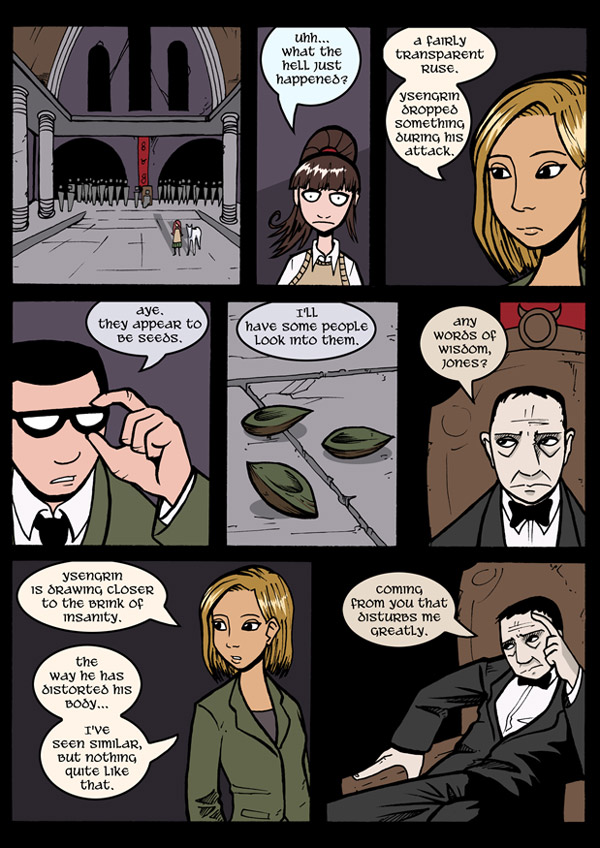 Uhh...
what the
hell just
happened?
a fairly
transparent
ruse.
Ysengrin
dropped
something
during his
attack.
aye.
they appear to
be seeds.
I'll
have some people
look into them.
any
words of
wisdom,
Jones?
Ysengrin
is drawing closer
to the brink of
insanity.
the
way he has
distorted his
body...
I've
seen similar,
but nothing
quite like
that.
coming
from you that
disturbs me
greatly.